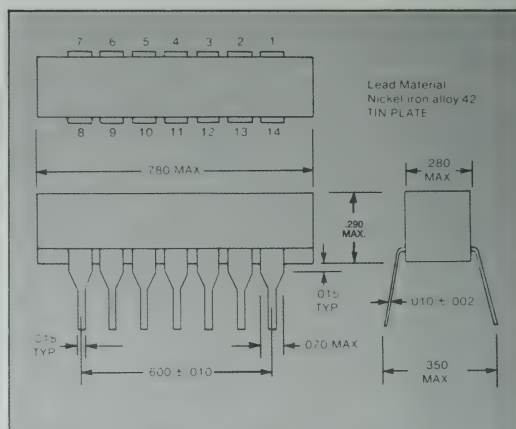 7 6 5 4 3 2 1
Lead Material
Nickel iron alloy 42
TIN PLATE
8 9 10 11 12 13 14
.780 MAX
.280
MAX
.290
MAX.
.015
TYP
.010 ± .002
.015
TYP
.070 MAX
.600 ± .010
.350
MAX